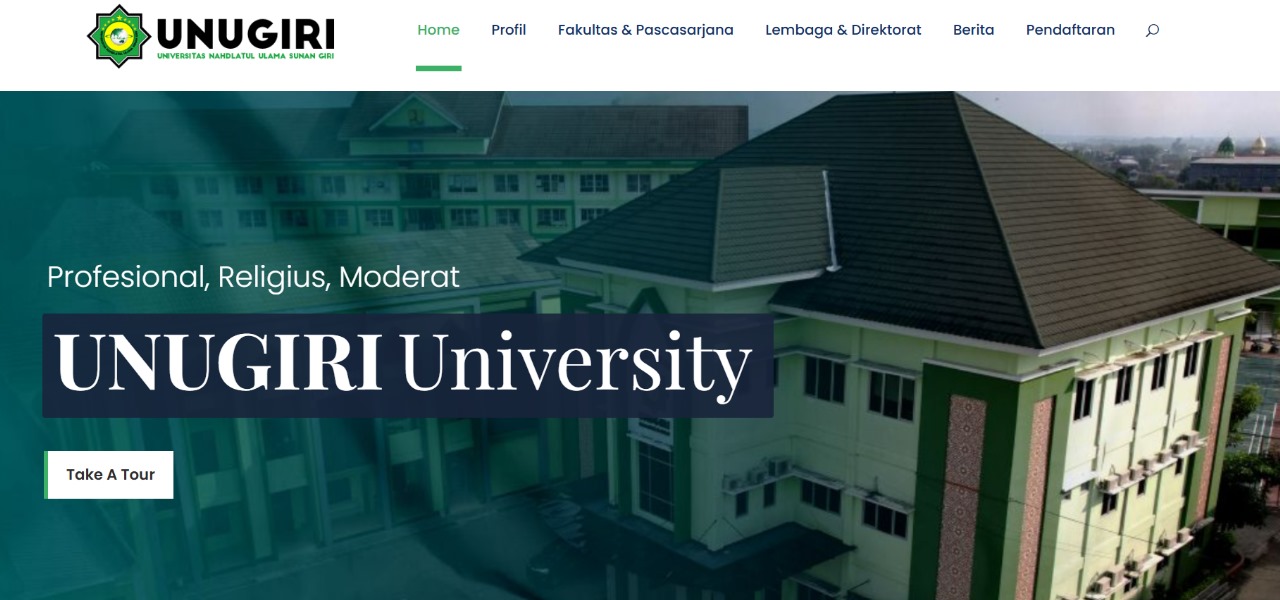 UNUGIRI
UNIVERSITAS NAHDLATUL ULAMA SUNAN GIRI
Home Profil Fakultas & Pascasarjana Lembaga & Direktorat Berita Pendaftaran
Profesional, Religius, Moderat
UNUGIRI University
Take A Tour